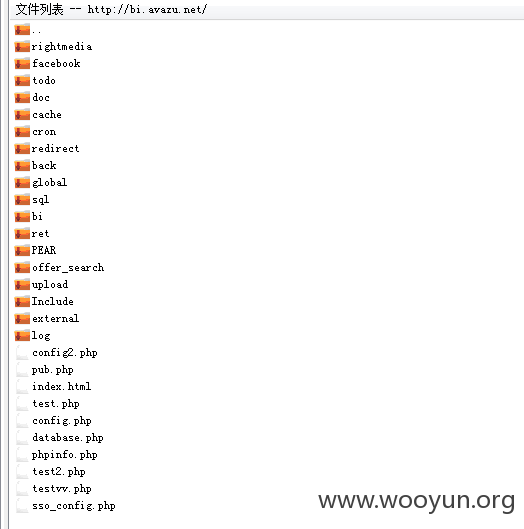 文件列表 -- http://bi.avazu.net/
..
rightmedia
facebook
todo
doc
cache
cron
redirect
back
global
sql
bi
ret
PEAR
offer_search
upload
Include
external
log
config2.php
pub.php
index.html
test.php
config.php
database.php
phpinfo.php
test2.php
testvv.php
sso_config.php
www.wooyun.org